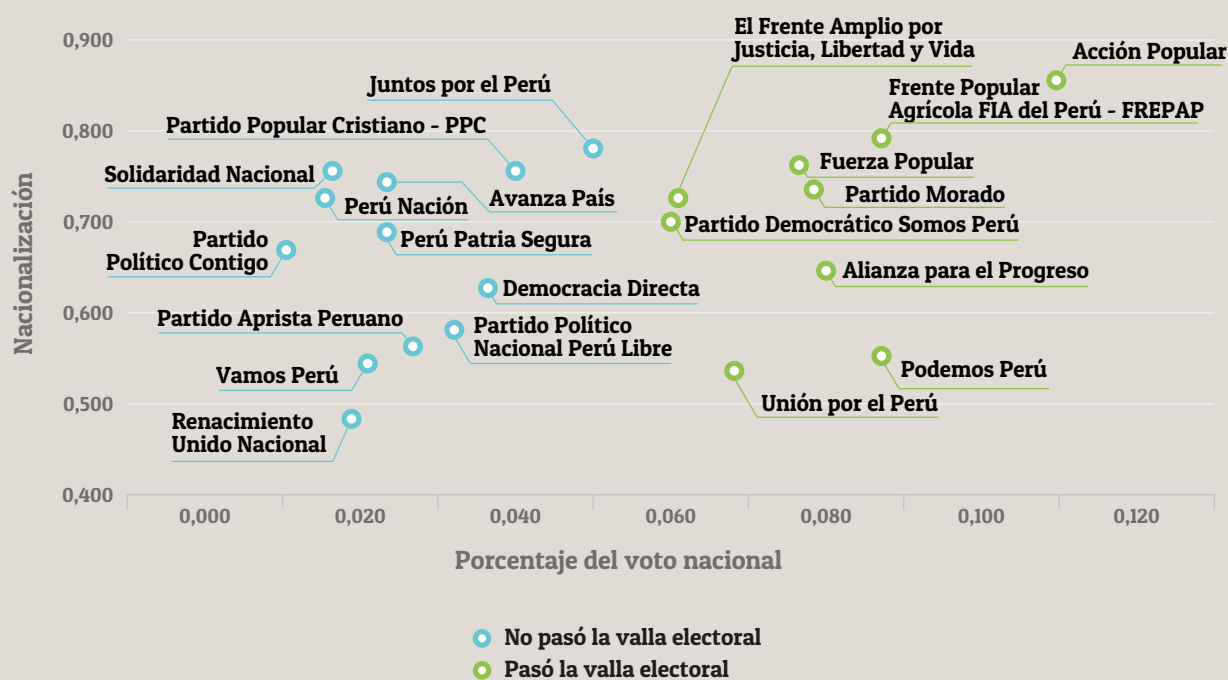 0,900
0,800
0,700
0,600
0,500
0,400
Nacionalización
El Frente Amplio por
Justicia, Libertad y Vida
Acción Popular
Juntos por el Perú
Frente Popular
Agrícola FIA del Perú - FREPAP
Partido Popular Cristiano - PPC
Solidaridad Nacional
Fuerza Popular
Avanza País
Partido Morado
Perú Nación
Partido Democrático Somos Perú
Partido
Político Contigo
Perú Patria Segura
Alianza para el Progreso
Democracia Directa
Partido Aprista Peruano
Partido Político
Nacional Perú Libre
Vamos Perú
Podemos Perú
Unión por el Perú
Renacimiento
Unido Nacional
0,000
0,020
0,040
0,060
0,080
0,100
0,120
Porcentaje del voto nacional
No pasó la valla electoral
Pasó la valla electoral